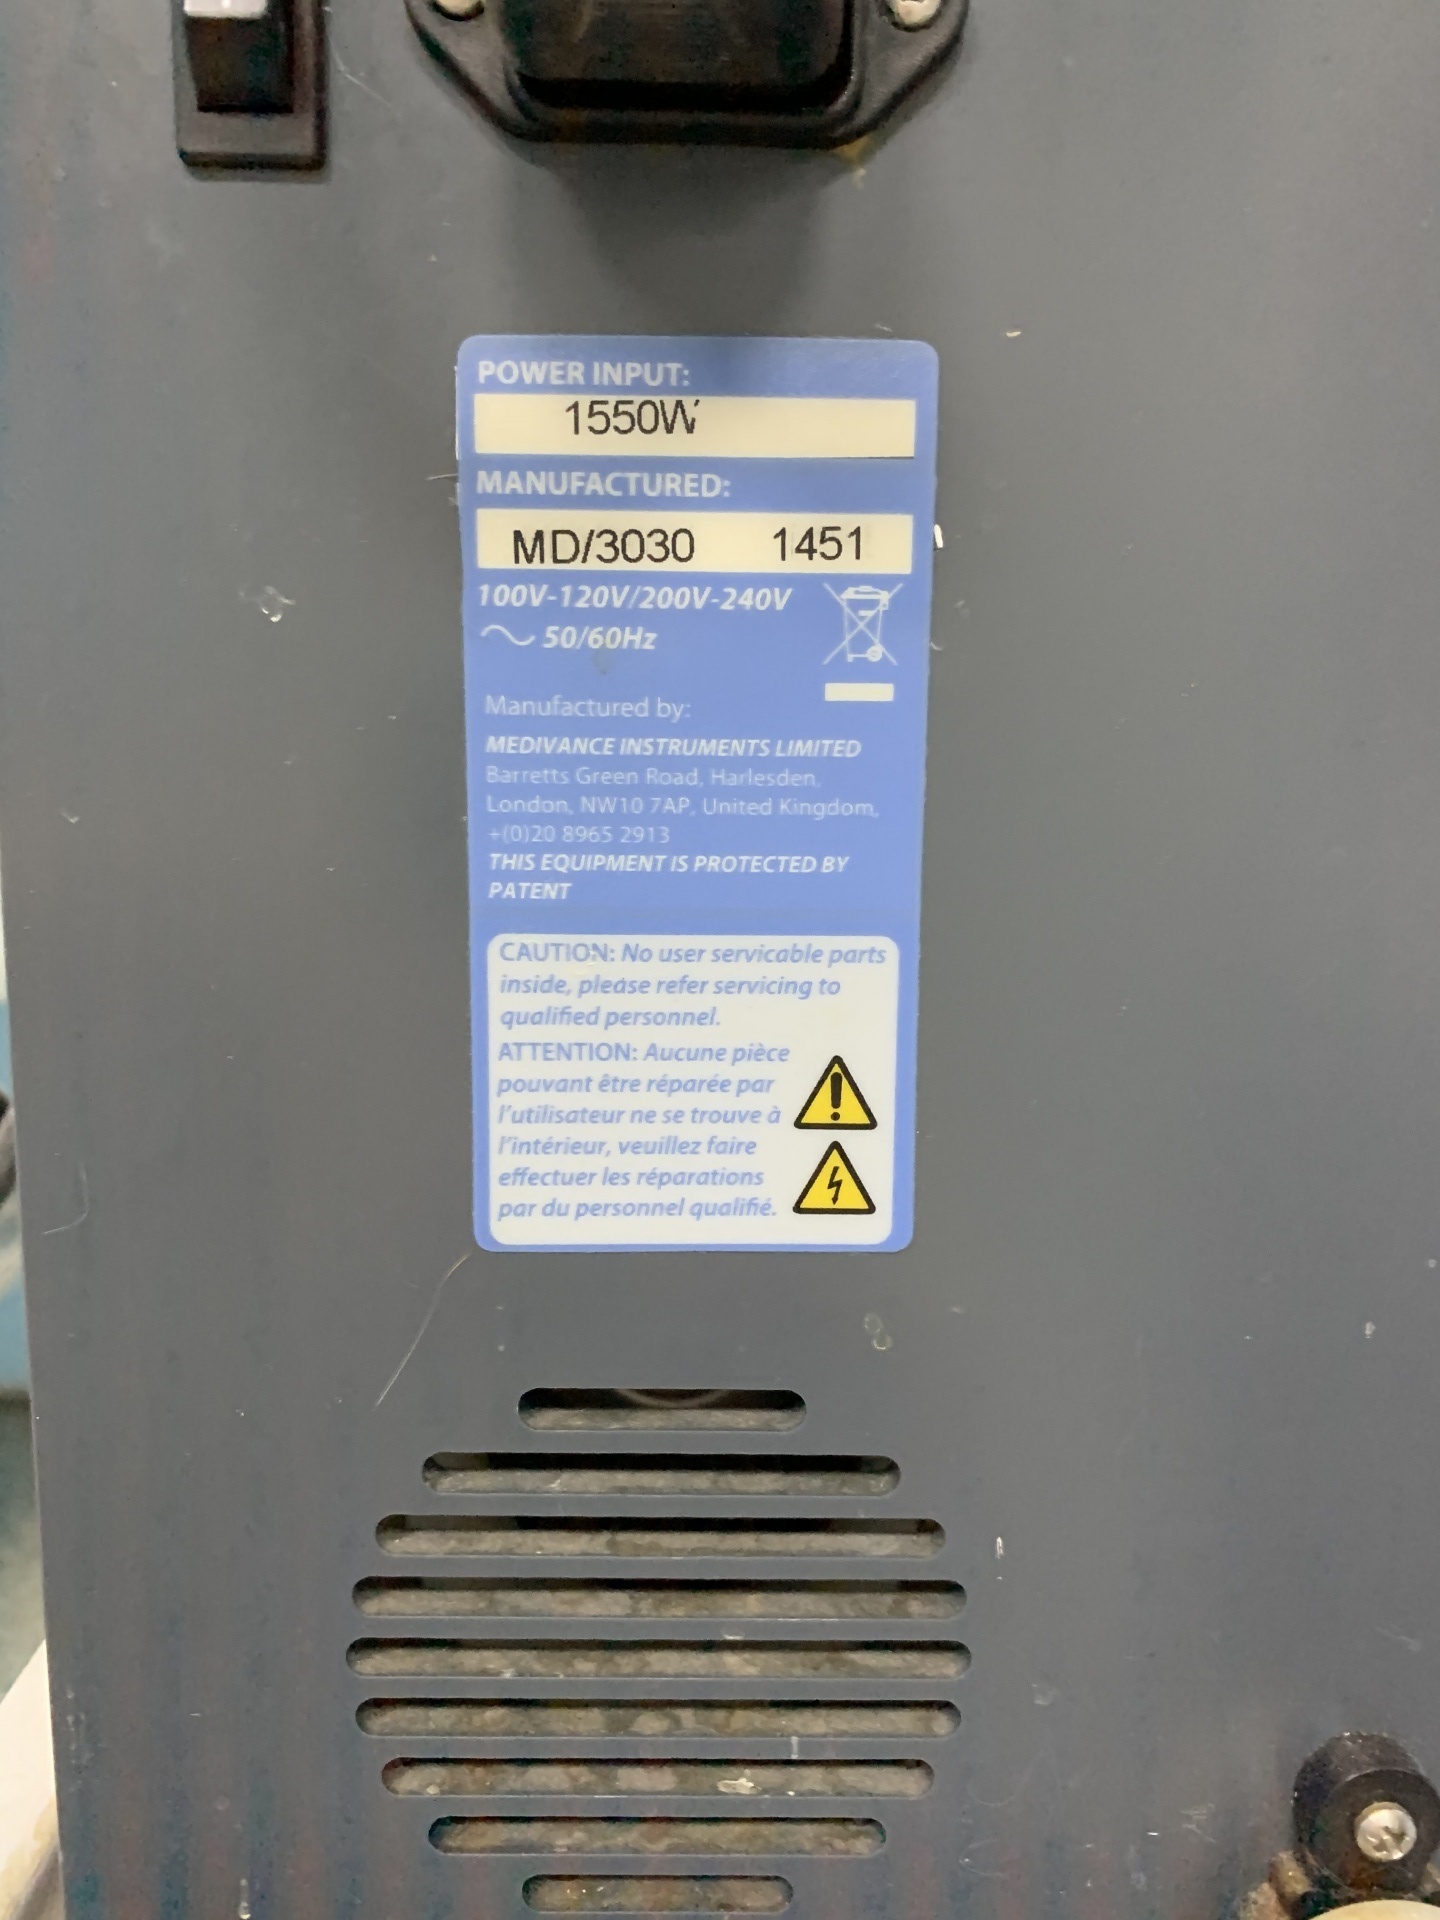 POWER INPUT:
1550W
MANUFACTURED:
MD/3030 1451
100V-120V/200V-240V
50/60Hz
Manufactured by:
MEDIVANCE INSTRUMENTS LIMITED
Barretts Green Road, Harlesden,
London, NW10 7AP, United Kingdom,
+(0)20 8965 2913
THIS EQUIPMENT IS PROTECTED BY
PATENT
CAUTION: No user servicable parts
inside, please refer servicing to
qualified personnel.
ATTENTION: Aucune pièce
pouvant être réparée par
l'utilisateur ne se trouve à
l'intérieur, veuillez faire
effectuer les réparations
par du personnel qualifié.